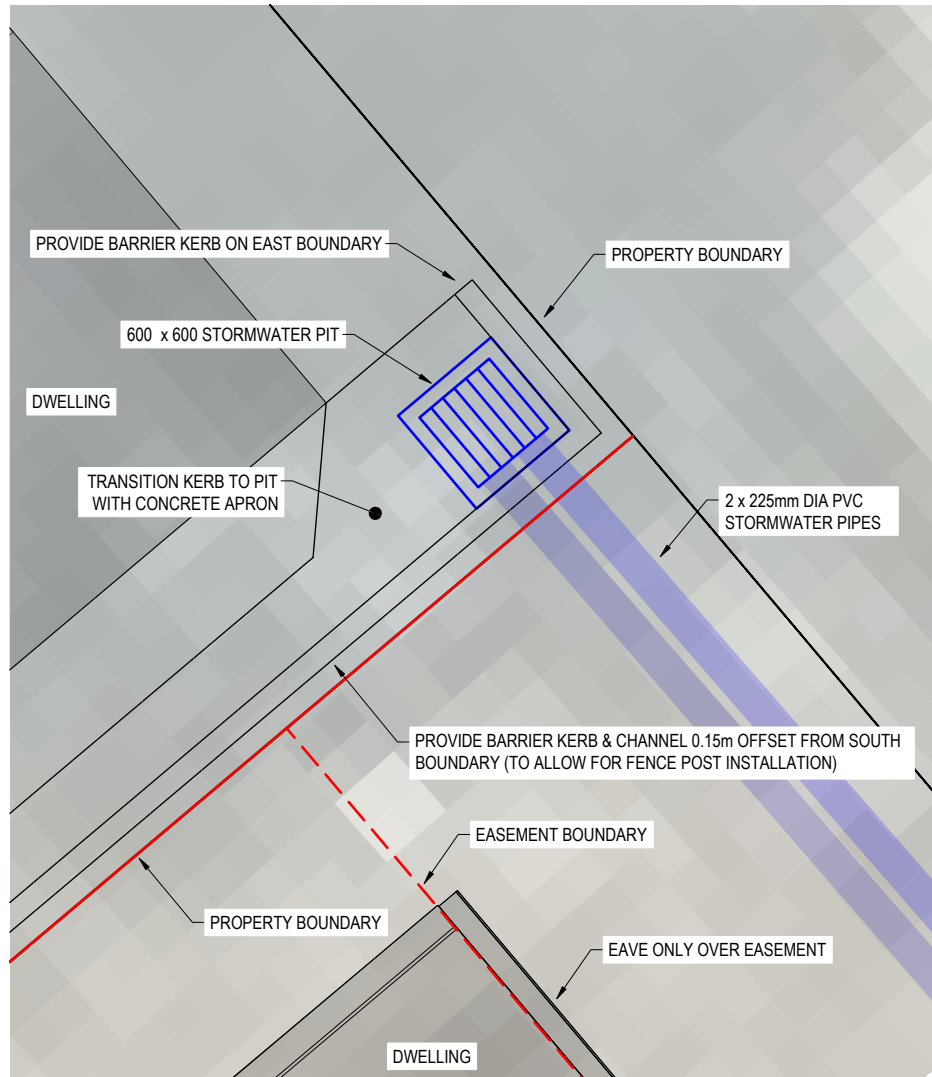 PROVIDE BARRIER KERB ON EAST BOUNDARY
PROPERTY BOUNDARY
600 x 600 STORMWATER PIT
DWELLING
TRANSITION KERB TO PIT
WITH CONCRETE APRON
2 x 225mm DIA PVC
STORMWATER PIPES
PROVIDE BARRIER KERB & CHANNEL 0.15m OFFSET FROM SOUTH
BOUNDARY (TO ALLOW FOR FENCE POST INSTALLATION)
EASEMENT BOUNDARY
PROPERTY BOUNDARY
EAVE ONLY OVER EASEMENT
DWELLING